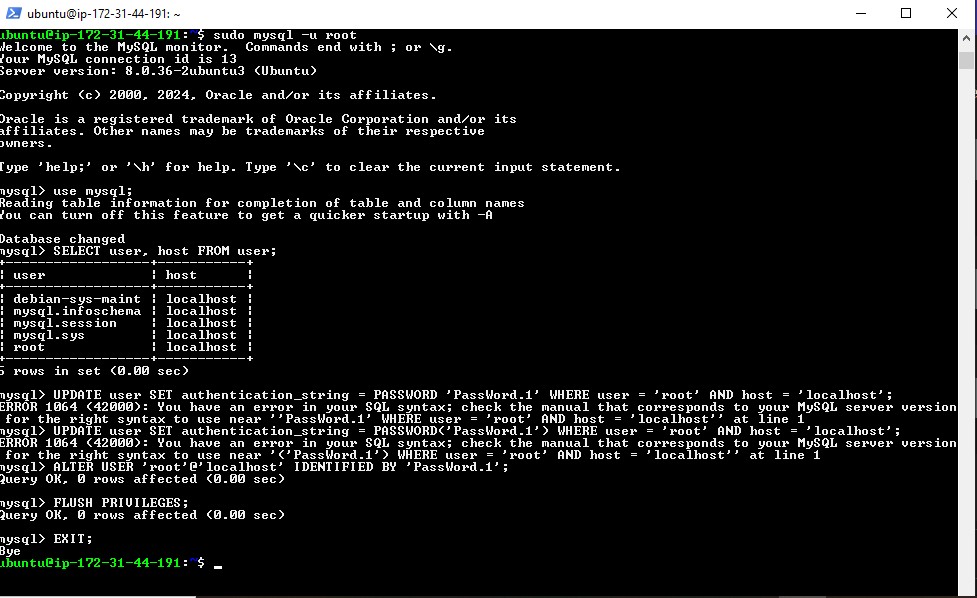 ubuntu@ip-172-31-44-191: ~
ubuntu@ip-172-31-44-191:~$ sudo mysql -u root
Welcome to the MySQL monitor.  Commands end with ; or \g.
Your MySQL connection id is 13
Server version: 8.0.36-2ubuntu3 (Ubuntu)
Copyright (c) 2000, 2024, Oracle and/or its affiliates.
Oracle is a registered trademark of Oracle Corporation and/or its
affiliates. Other names may be trademarks of their respective
owners.
Type 'help;' or '\h' for help. Type '\c' to clear the current input statement.
mysql> use mysql;
Reading table information for completion of table and column names
You can turn off this feature to get a quicker startup with -A
Database changed
mysql> SELECT user, host FROM user;
+------------------+-----------+
| user             | host      |
+------------------+-----------+
| debian-sys-maint | localhost |
| mysql.infoschema | localhost |
| mysql.session    | localhost |
| mysql.sys        | localhost |
| root             | localhost |
+------------------+-----------+
5 rows in set (0.00 sec)
mysql> UPDATE user SET authentication_string = PASSWORD 'PassWord.1' WHERE user = 'root' AND host = 'localhost';
ERROR 1064 (42000): You have an error in your SQL syntax; check the manual that corresponds to your MySQL server version
 for the right syntax to use near ''PassWord.1' WHERE user = 'root' AND host = 'localhost'' at line 1
mysql> UPDATE user SET authentication_string = PASSWORD('PassWord.1') WHERE user = 'root' AND host = 'localhost';
ERROR 1064 (42000): You have an error in your SQL syntax; check the manual that corresponds to your MySQL server version
 for the right syntax to use near '('PassWord.1') WHERE user = 'root' AND host = 'localhost'' at line 1
mysql> ALTER USER 'root'@'localhost' IDENTIFIED BY 'PassWord.1';
Query OK, 0 rows affected (0.00 sec)
mysql> FLUSH PRIVILEGES;
Query OK, 0 rows affected (0.00 sec)
mysql> EXIT;
Bye
ubuntu@ip-172-31-44-191:~$ _